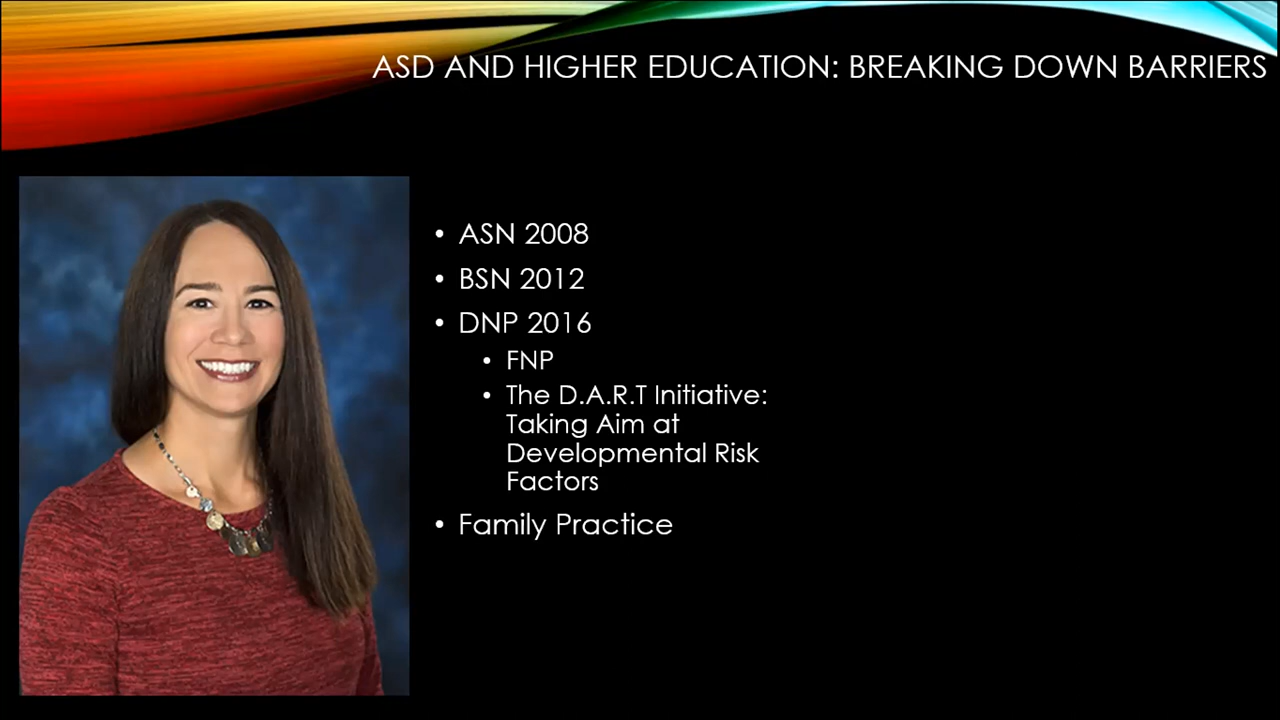 ASD AND HIGHER EDUCATION: BREAKING DOWN BARRIERS
• ASN 2008
• BSN 2012
• DNP 2016
• FNP
• The D.A.R.T Initiative:
Taking Aim at
Developmental Risk
Factors
• Family Practice